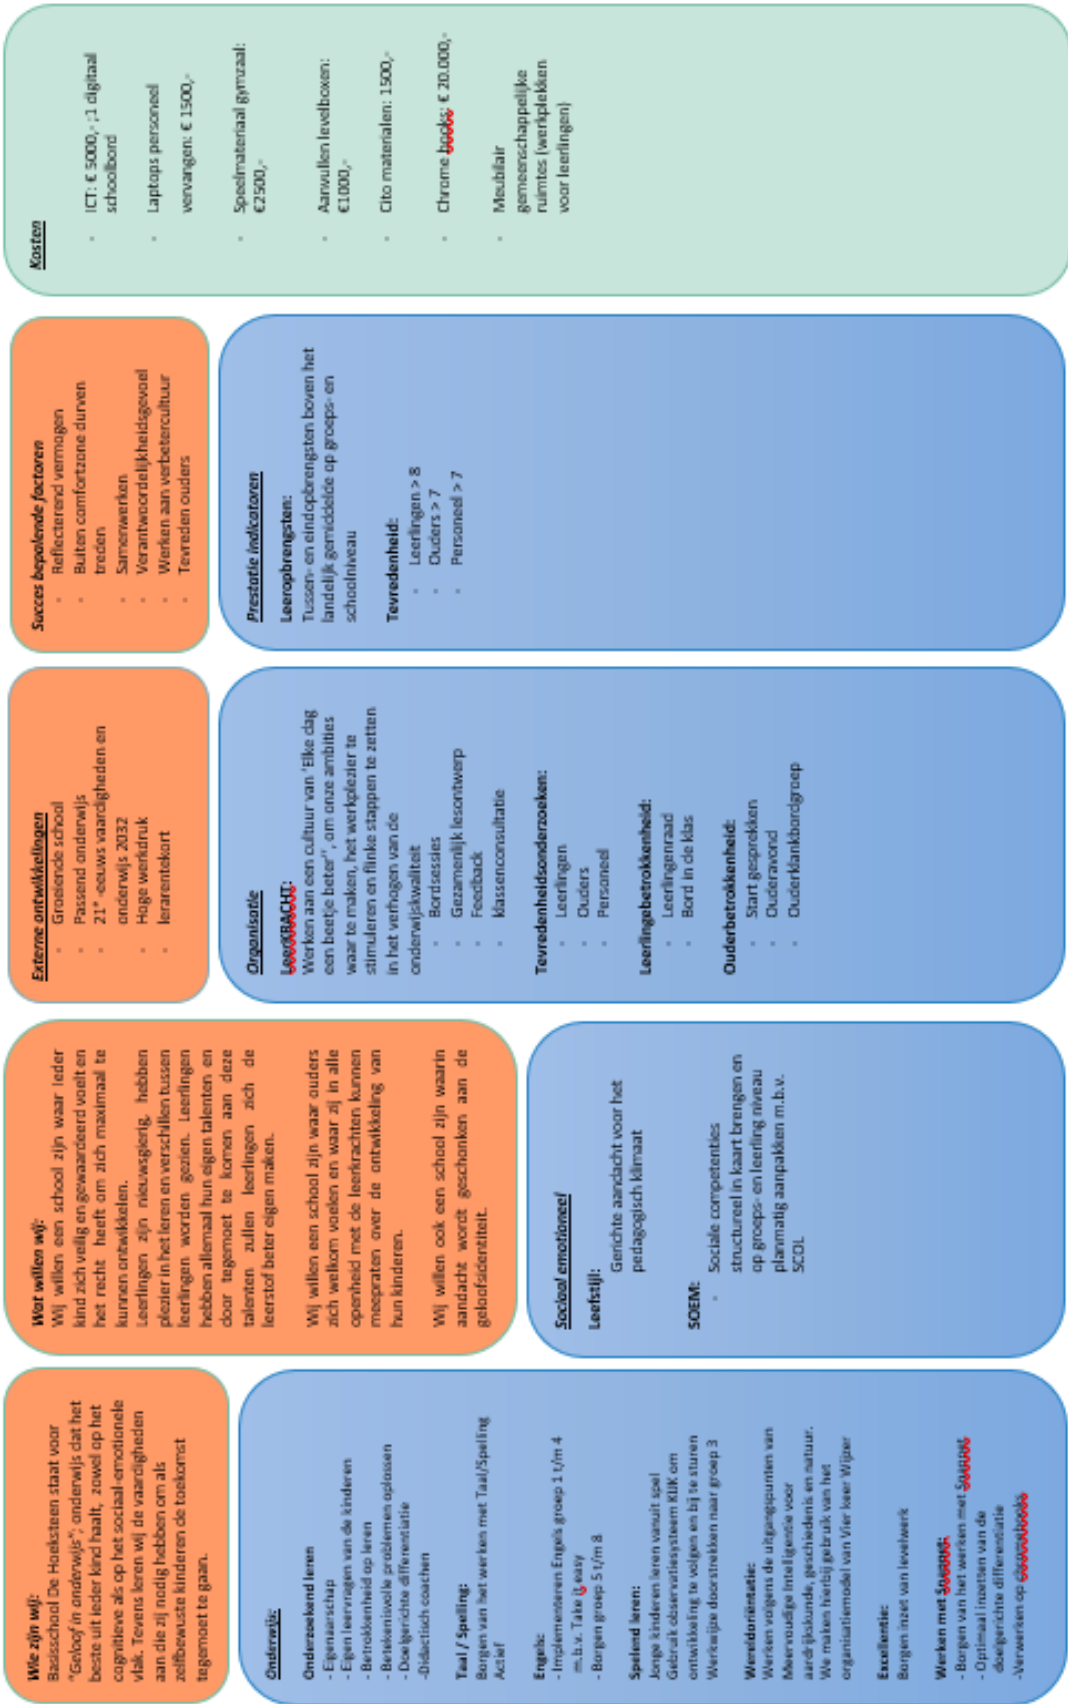 Wie zijn wij:
Basisschool De Hoeksteen staat voor
"Geloof in onderwijs"; onderwijs dat het
beste uit ieder kind haalt, zowel op het
cognitieve als op het sociaal-emotionele
vlak. Tevens leren wij de vaardigheden
aan die zij nodig hebben om als
zelfbewuste kinderen de toekomst
tegemoet te gaan.
Wat willen wij:
Wij willen een school zijn waar ieder
kind zich veilig en gewaardeerd voelt en
het recht heeft om zich maximaal te
kunnen ontwikkelen.
Leerlingen zijn nieuwsgierig, hebben
plezier in het leren en verschillen tussen
leerlingen worden gezien. Leerlingen
hebben allemaal hun eigen talenten en
door tegemoet te komen aan deze
talenten zullen leerlingen zich de
leerstof beter eigen maken.
Wij willen een school zijn waar ouders
zich welkom voelen en waar zij in alle
openheid met de leerkrachten kunnen
meepraten over de ontwikkeling van
hun kinderen.
Wij willen ook een school zijn waarin
aandacht wordt geschonken aan de
geloofsidentiteit.
Externe ontwikkelingen
- Groeiende school
- Passend onderwijs
- 21e -eeuws vaardigheden en
onderwijs 2032
- Hoge werkdruk
- lerarentekort
Succes bepalende factoren
- Reflecterend vermogen
- Buiten comfortzone durven
treden
- Samenwerken
- Verantwoordelijkheidsgevoel
- Werken aan verbetercultuur
- Tevreden ouders
Kosten
- ICT: € 5000,- ;1 digitaal
schoolbord
- Laptops personeel
vervangen: € 1500,-
- Speelmateriaal gymzaal:
€2500,-
- Aanvullen levelboxen:
€1000,-
- Cito materialen: 1500,-
- Chrome books: € 20.000,-
- Meubilair
gemeenschappelijke
ruimtes (werkplekken
voor leerlingen)
Onderwijs:
Onderzoekend leren
- Eigenaarschap
- Eigen leervragen van de kinderen
- Betrokkenheid op leren
- Betekenisvolle problemen oplossen
- Doelgerichte differentiatie
-Didactisch coachen
Taal / Spelling:
Borgen van het werken met Taal/Spelling
Actief
Engels:
- Implementeren Engels groep 1 t/m 4
m.b.v. Take it easy
- Borgen groep 5 t/m 8
Spelend leren:
Jonge kinderen leren vanuit spel
Gebruik observatiesysteem KIJK om
ontwikkeling te volgen en bij te sturen
Werkwijze doorstrekken naar groep 3
Wereldoriëntatie:
Werken volgens de uitgangspunten van
Meervoudige Intelligentie voor
aardrijkskunde, geschiedenis en natuur.
We maken hierbij gebruik van het
organisatiemodel van Vier keer Wijzer
Excellentie:
Borgen inzet van levelwerk
Werken met Snappet:
- Borgen van het werken met Snappet
- Optimaal inzetten van de
doelgerichte differentiatie
-Verwerken op chromebooks
Sociaal emotioneel
Leefstijl:
Gerichte aandacht voor het
pedagogisch klimaat
SOEM:
- Sociale competenties
structureel in kaart brengen en
op groeps- en leerling niveau
planmatig aanpakken m.b.v.
SCOL
Organisatie
LeerKRACHT:
Werken aan een cultuur van 'Elke dag
een beetje beter", om onze ambities
waar te maken, het werkplezier te
stimuleren en flinke stappen te zetten
in het verhogen van de
onderwijskwaliteit
- Bordsessies
- Gezamenlijk lesontwerp
- Feedback
- klassenconsultatie
Tevredenheidsonderzoeken:
- Leerlingen
- Ouders
- Personeel
Leerlingbetrokkenheid:
- Leerlingenraad
- Bord in de klas
Ouderbetrokkenheid:
- Start gesprekken
- Ouderavond
- Ouderklankbordgroep
Prestatie indicatoren
Leeropbrengsten:
Tussen- en eindopbrengsten boven het
landelijk gemiddelde op groeps- en
schoolniveau
Tevredenheid:
- Leerlingen > 8
- Ouders > 7
- Personeel > 7